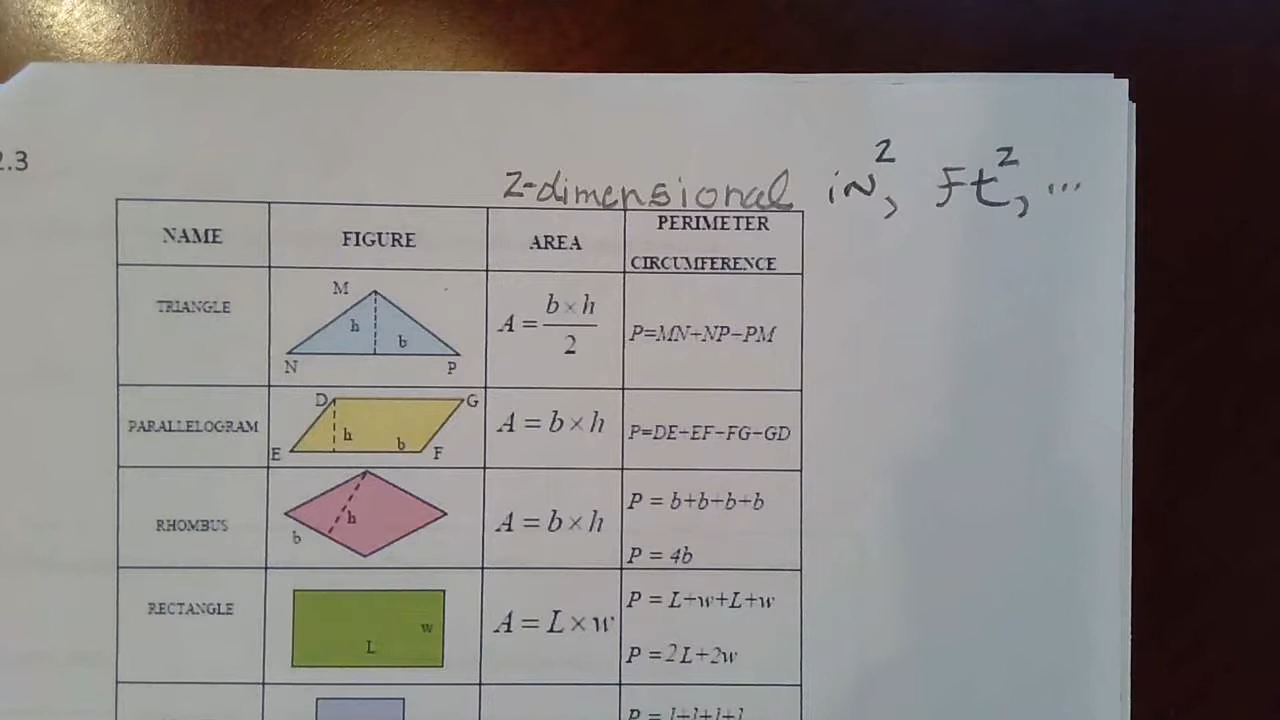 2.3
2-dimensional in², ft², ...
NAME FIGURE AREA PERIMETER CIRCUMFERENCE
TRIANGLE M h b N P A = b×h/2 P=MN+NP+PM
PARALLELOGRAM D G h b E F A = b×h P=DE+EF+FG+GD
RHOMBUS h b A = b×h P = b+b+b+b
P = 4b
RECTANGLE w L A = L×w P = L+w+L+w
P = 2L+2w
P = l+l+l+l